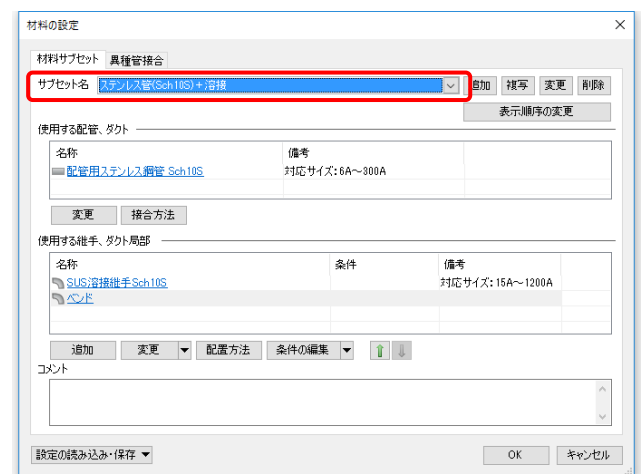 材料の設定
材料サブセット 異種管接合
サブセット名 ステンレス管(Sch10S)+溶接 追加 複写 変更 削除
表示順序の変更
使用する配管、ダクト
名称 備考
配管用ステンレス鋼管 Sch10S 対応サイズ:6A～300A
変更 接合方法
使用する継手、ダクト局部
名称 条件 備考
SUS溶接継手Sch10S 対応サイズ:15A～1200A
ベンド
追加 変更 配置方法 条件の編集
コメント
設定の読み込み・保存 OK キャンセル